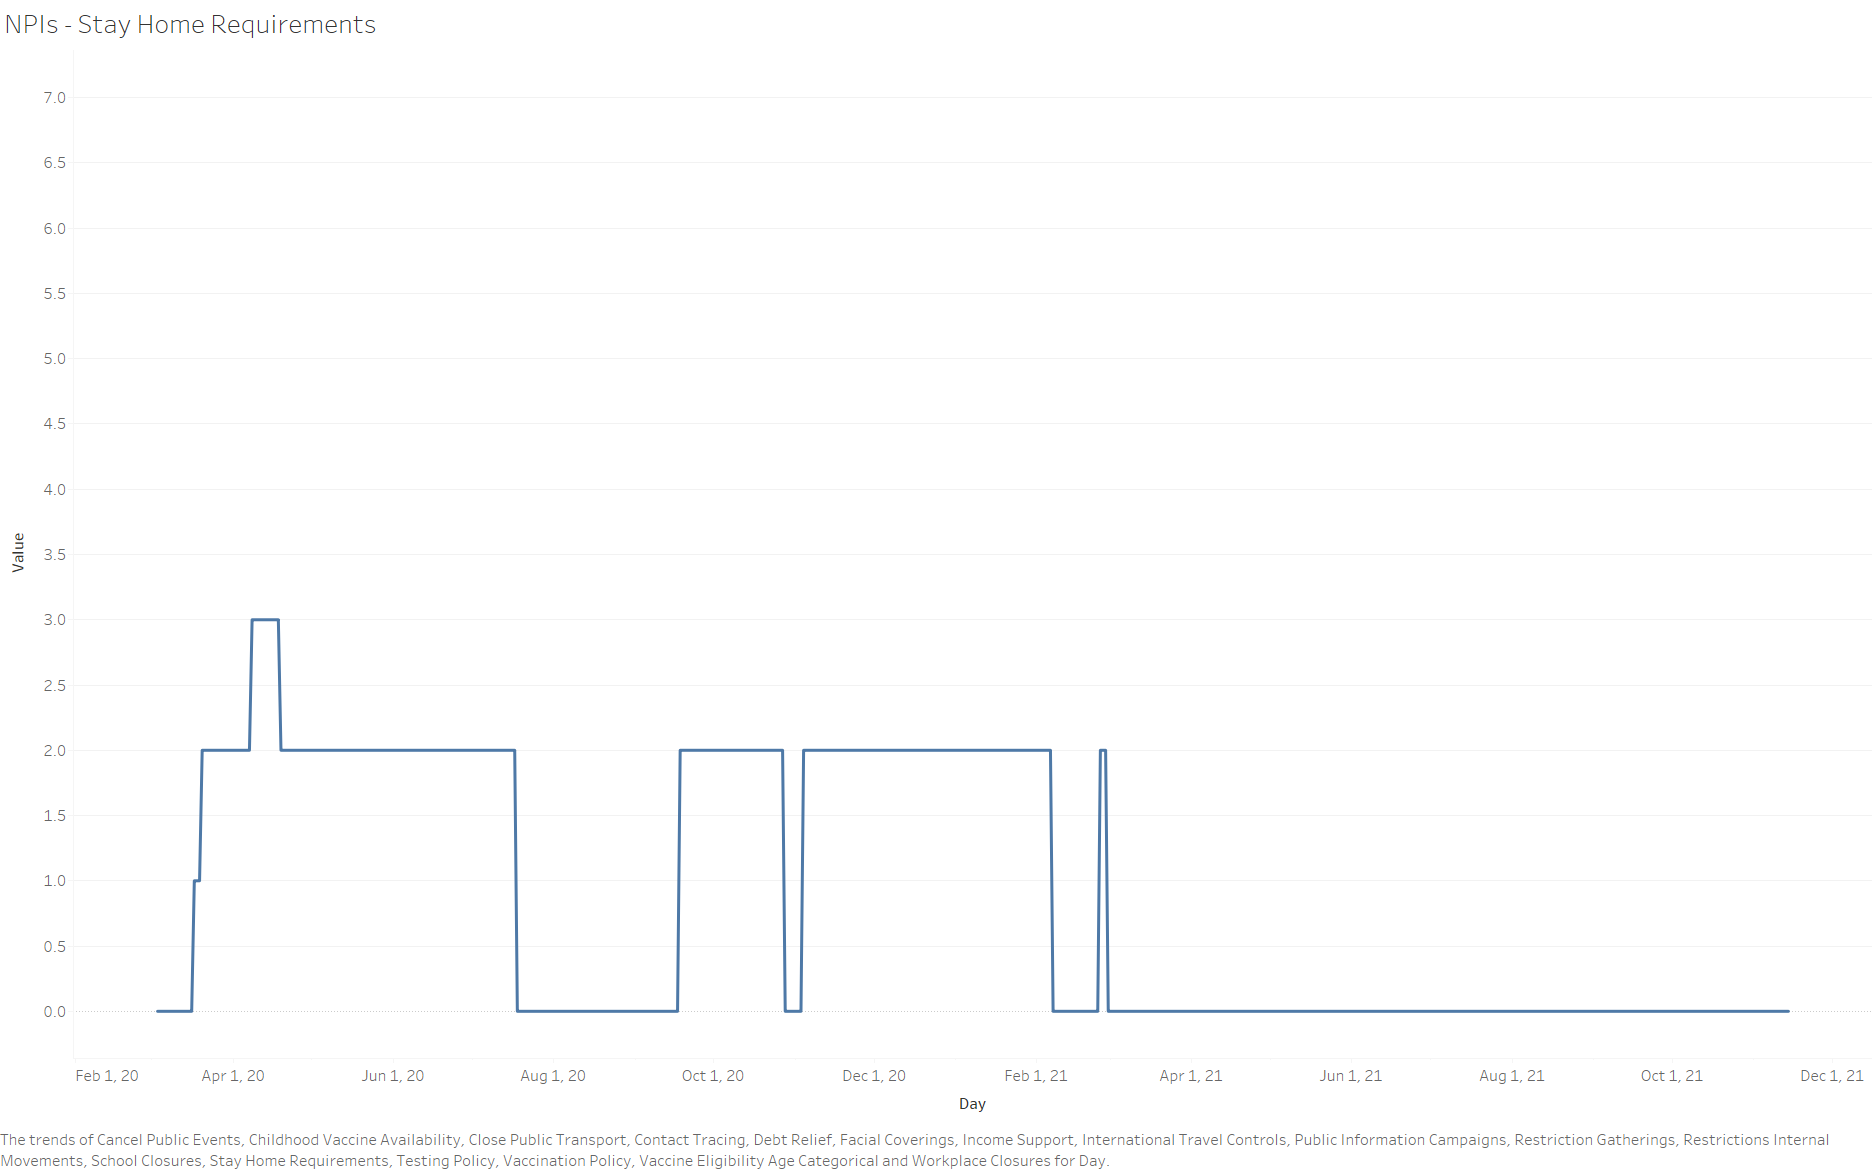 NPIs - Stay Home Requirements
7.0
6.5
6.0
5.5
5.0
4.5
4.0
3.5
3.0
2.5
2.0
1.5
1.0
0.5
0.0
Value
Feb 1, 20 Apr 1, 20 Jun 1, 20 Aug 1, 20 Oct 1, 20 Dec 1, 20 Feb 1, 21 Apr 1, 21 Jun 1, 21 Aug 1, 21 Oct 1, 21 Dec 1, 21
Day
The trends of Cancel Public Events, Childhood Vaccine Availability, Close Public Transport, Contact Tracing, Debt Relief, Facial Coverings, Income Support, International Travel Controls, Public Information Campaigns, Restriction Gatherings, Restrictions Internal
Movements, School Closures, Stay Home Requirements, Testing Policy, Vaccination Policy, Vaccine Eligibility Age Categorical and Workplace Closures for Day.